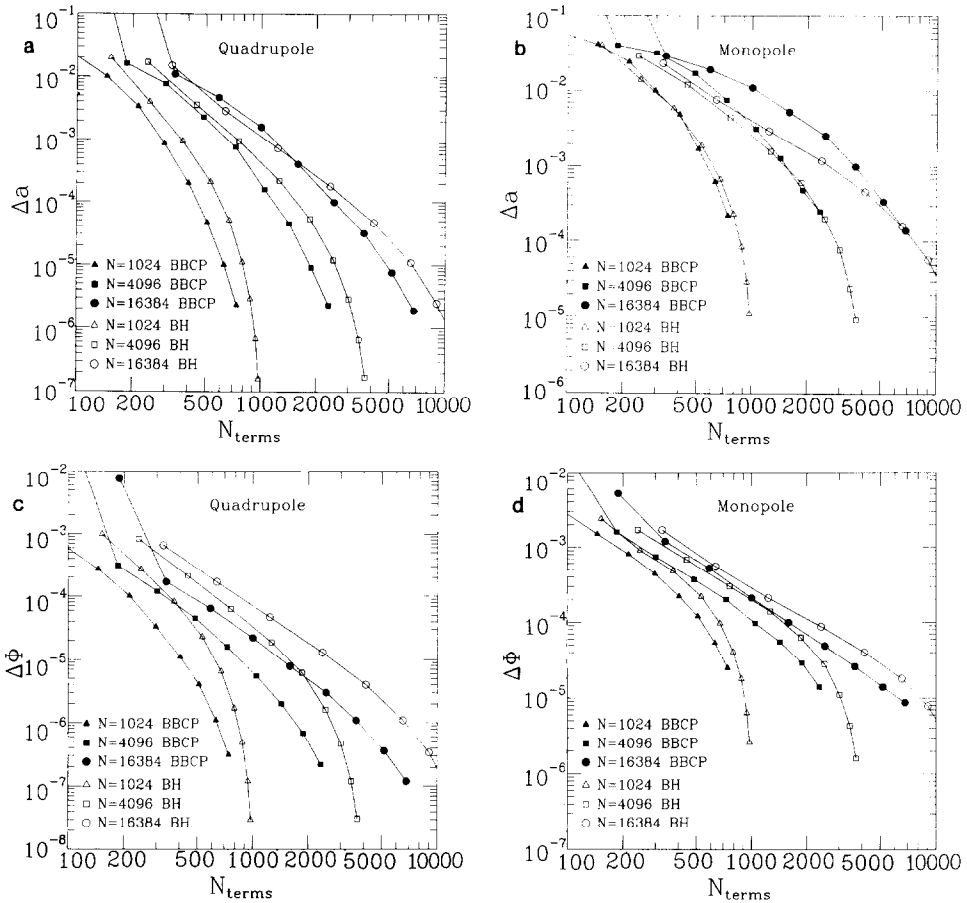 a
Quadrupole
10^-1
10^-2
10^-3
10^-4
10^-5
10^-6
10^-7
Δa
N=1024 BBCP
N=4096 BBCP
N=16384 BBCP
N=1024 BH
N=4096 BH
N=16384 BH
100 200 500 1000 2000 5000 10000
N_terms
b
Monopole
10^-1
10^-2
10^-3
10^-4
10^-5
10^-6
Δa
N=1024 BBCP
N=4096 BBCP
N=16384 BBCP
N=1024 BH
N=4096 BH
N=16384 BH
100 200 500 1000 2000 5000 10000
N_terms
c
Quadrupole
10^-2
10^-3
10^-4
10^-5
10^-6
10^-7
10^-8
ΔΦ
N=1024 BBCP
N=4096 BBCP
N=16384 BBCP
N=1024 BH
N=4096 BH
N=16384 BH
100 200 500 1000 2000 5000 10000
N_terms
d
Monopole
10^-2
10^-3
10^-4
10^-5
10^-6
10^-7
ΔΦ
N=1024 BBCP
N=4096 BBCP
N=16384 BBCP
N=1024 BH
N=4096 BH
N=16384 BH
100 200 500 1000 2000 5000 10000
N_terms